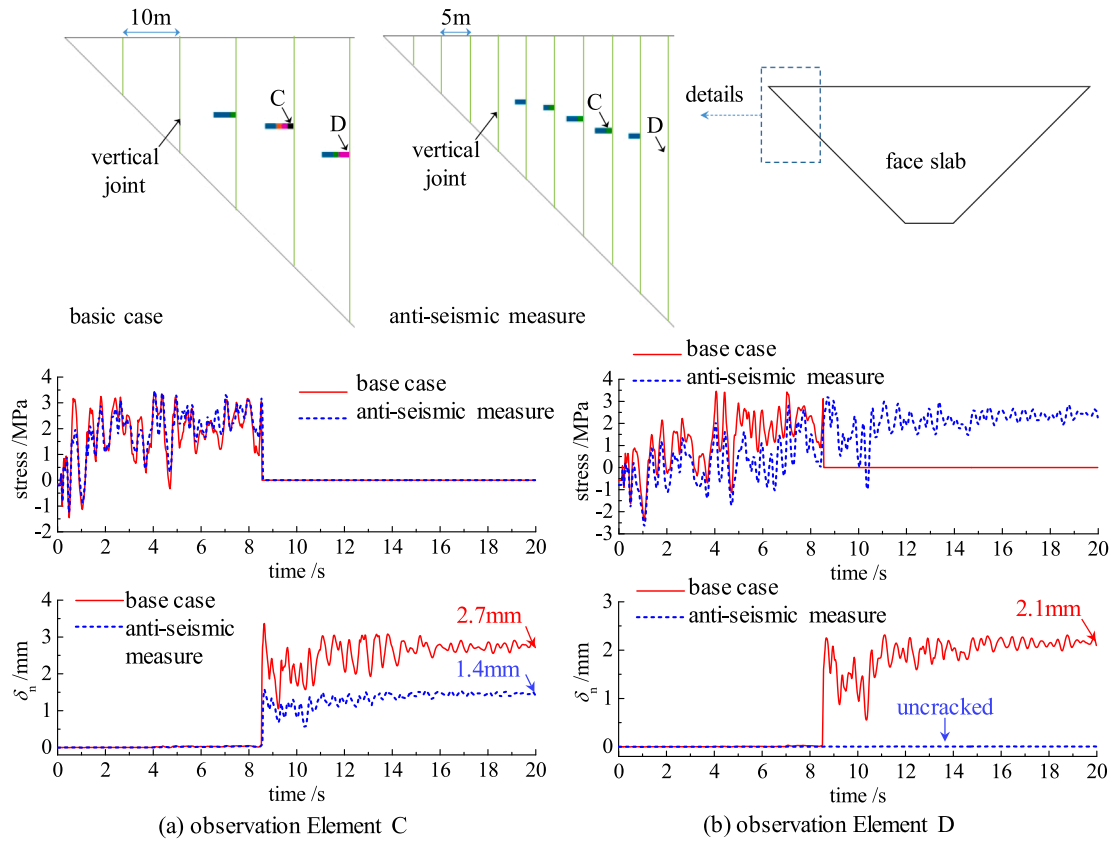 10m
5m
C
D
vertical
joint
basic case
C
D
vertical
joint
anti-seismic measure
details
face slab
base case
anti-seismic measure
stress /MPa
4
3
2
1
0
-1
-2
0 2 4 6 8 10 12 14 16 18 20
time /s
base case
anti-seismic measure
stress /MPa
4
3
2
1
0
-1
-2
-3
0 2 4 6 8 10 12 14 16 18 20
time /s
base case
anti-seismic
measure
2.7mm
1.4mm
δn /mm
4
3
2
1
0
0 2 4 6 8 10 12 14 16 18 20
time /s
(a) observation Element C
base case
anti-seismic measure
2.1mm
uncracked
δn /mm
3
2
1
0
0 2 4 6 8 10 12 14 16 18 20
time /s
(b) observation Element D